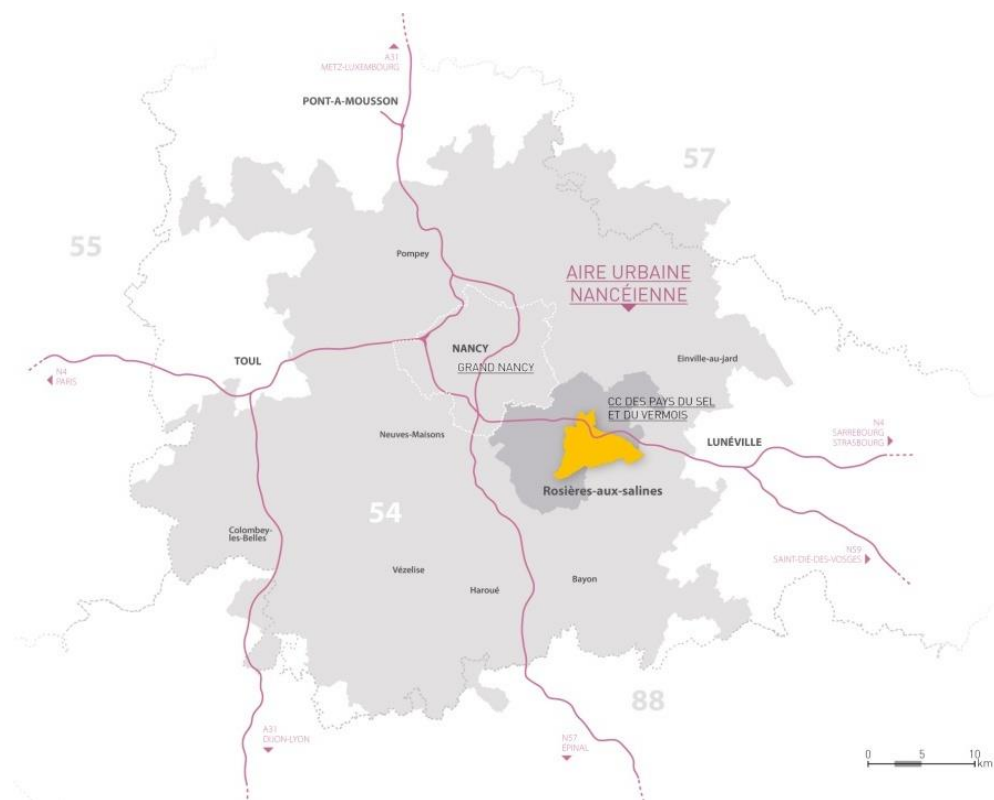 A31
METZ-LUXEMBOURG
PONT-A-MOUSSON
57
55
Pompey
AIRE URBAINE
NANCÉIENNE
NANCY
GRAND NANCY
TOUL
Einville-au-jard
N4
PARIS
CC DES PAYS DU SEL
ET DU VERMOIS
Neuves-Maisons
LUNÉVILLE
N4
SARREBOURG
STRASBOURG
Rosières-aux-salines
54
Colombey-
les-Belles
N59
SAINT-DIÉ-DES-VOSGES
Vézelise
Haroué
Bayon
88
A31
DIJON-LYON
N57
EPINAL
0 5 10
km